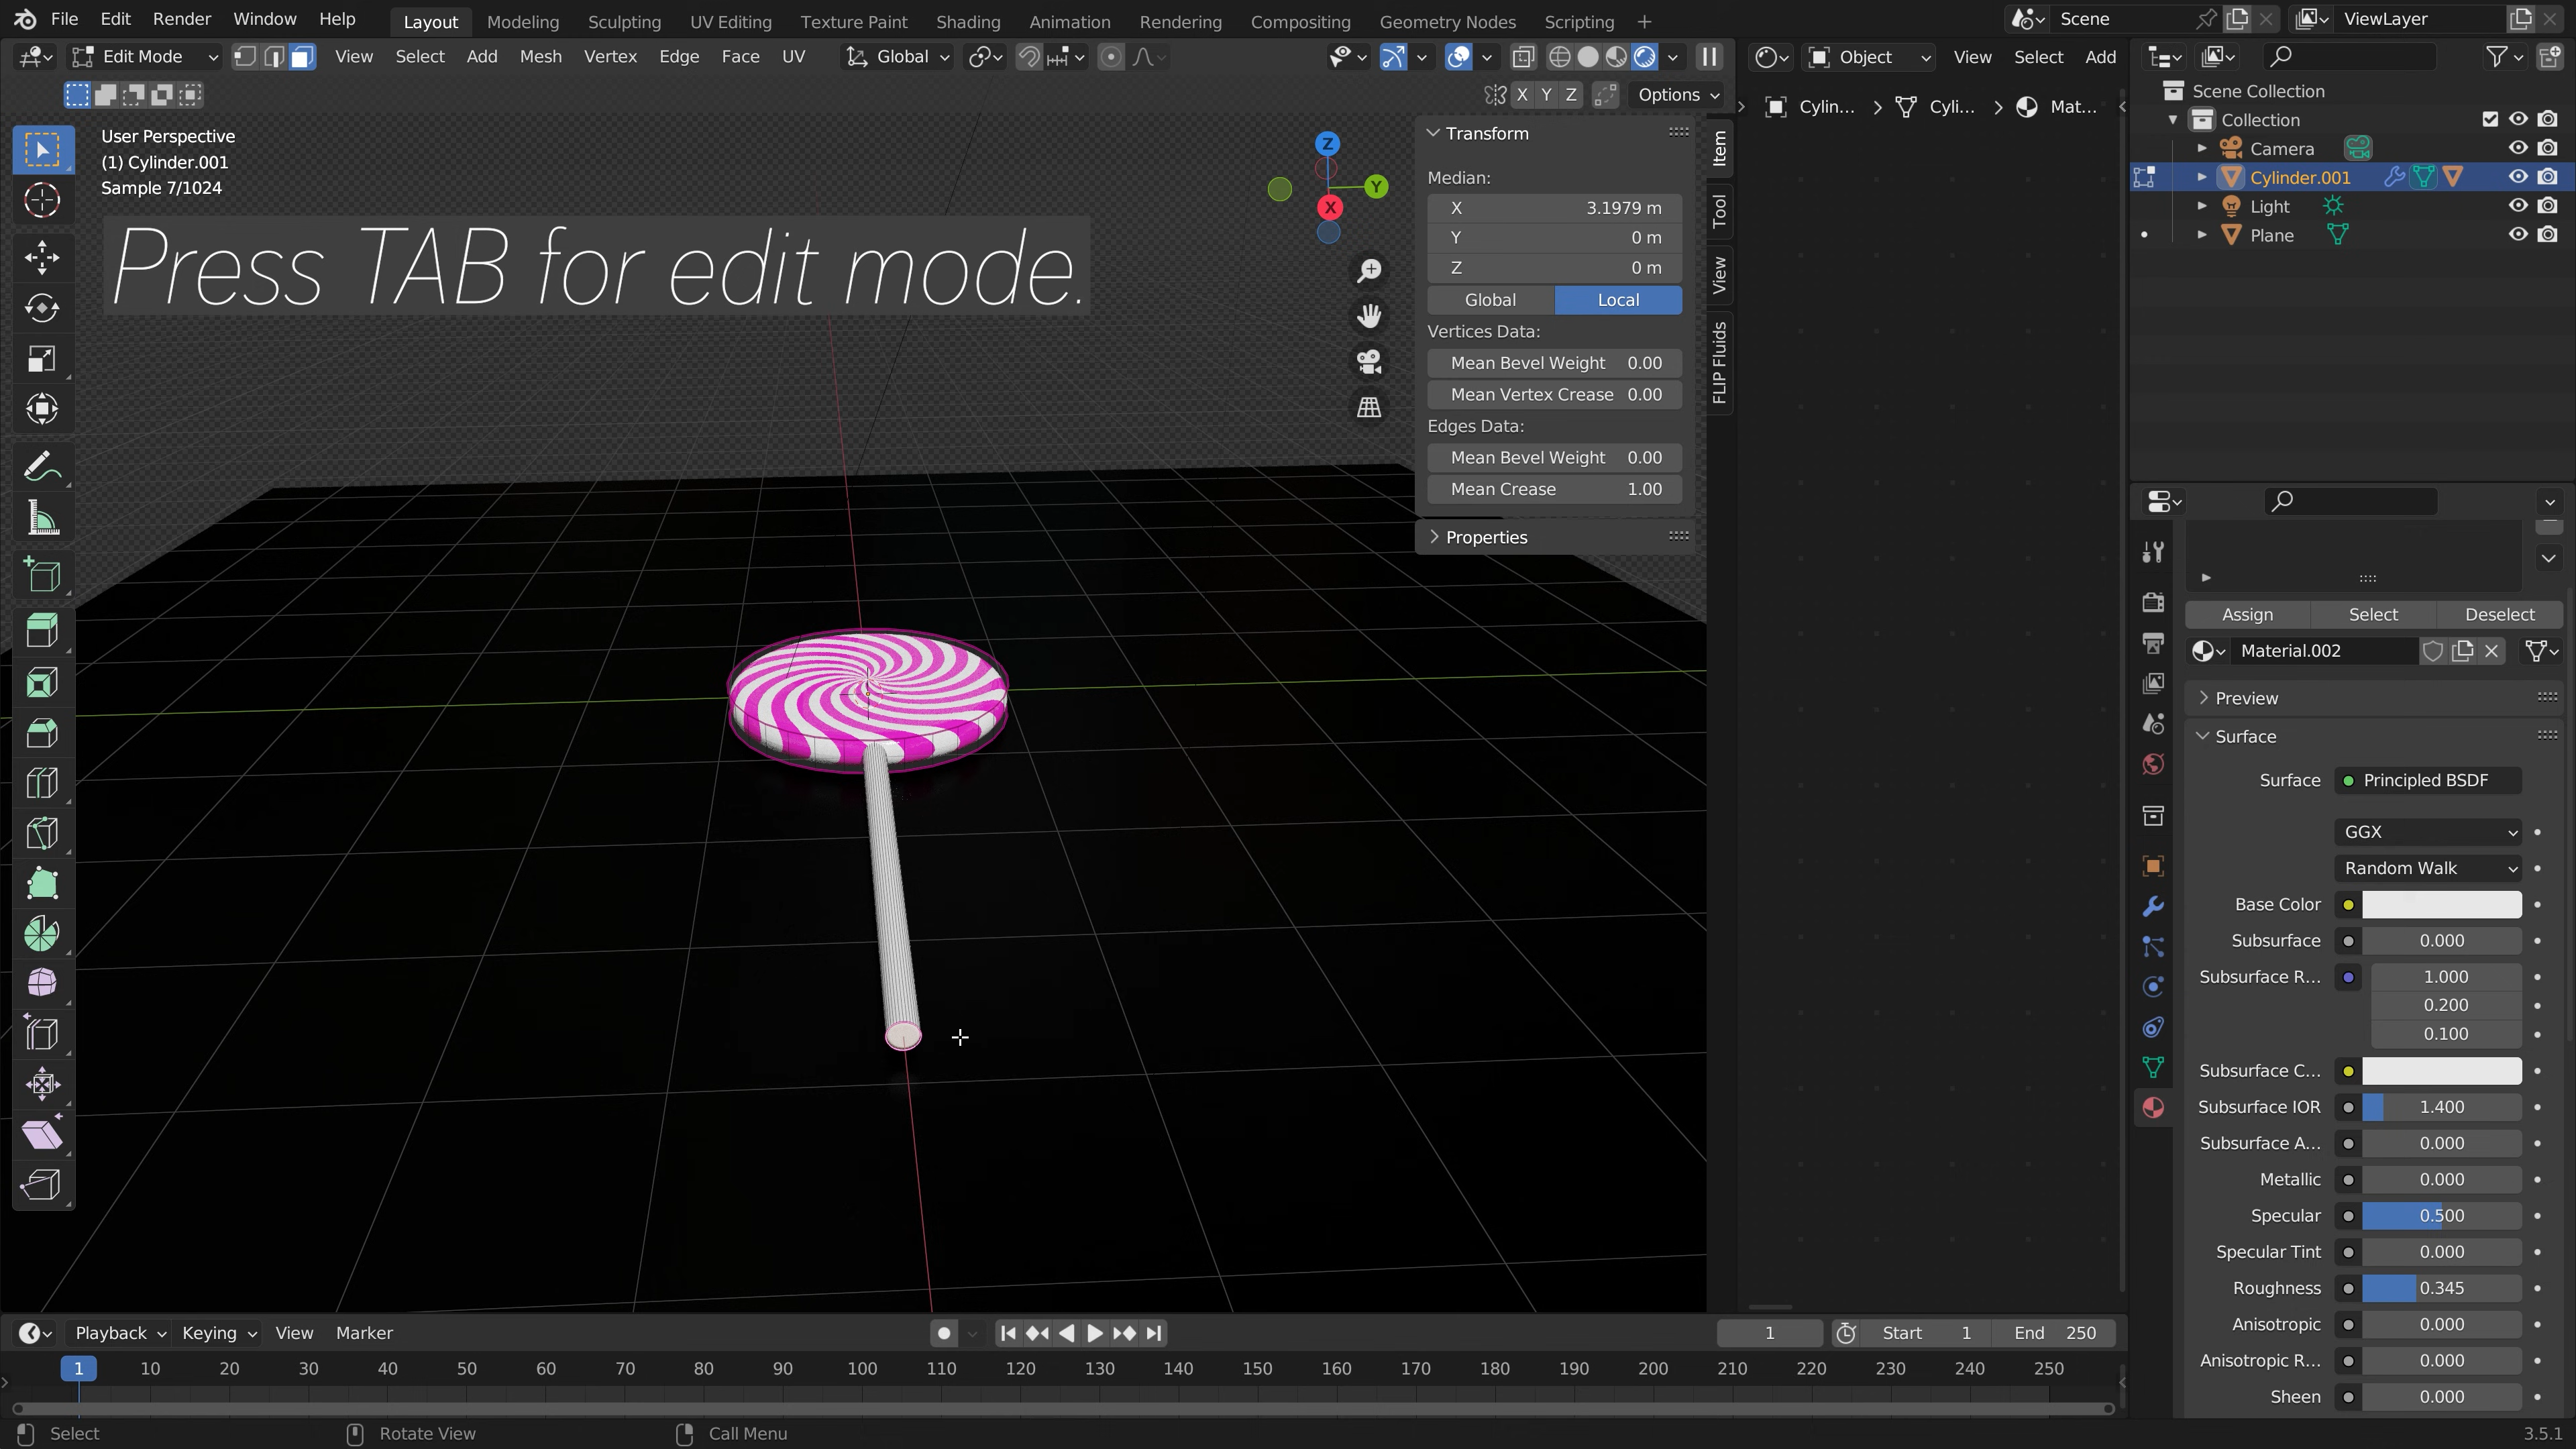 File Edit Render Window Help Layout Modeling Sculpting UV Editing Texture Paint Shading Animation Rendering Compositing Geometry Nodes Scripting + Scene ViewLayer
Edit Mode View Select Add Mesh Vertex Edge Face UV Global Object View Select Add
X Y Z Options Cylin... Cyli... Mat...
User Perspective
(1) Cylinder.001
Sample 7/1024
Press TAB for edit mode.
Z
Y
X
Transform
Median:
X 3.1979 m
Y 0 m
Z 0 m
Global Local
Vertices Data:
Mean Bevel Weight 0.00
Mean Vertex Crease 0.00
Edges Data:
Mean Bevel Weight 0.00
Mean Crease 1.00
Properties
Item
Tool
View
FLIP Fluids
Scene Collection
Collection
Camera
Cylinder.001
Light
Plane
Assign Select Deselect
Material.002
Preview
Surface
Surface Principled BSDF
GGX
Random Walk
Base Color
Subsurface 0.000
Subsurface R... 1.000
0.200
0.100
Subsurface C...
Subsurface IOR 1.400
Subsurface A... 0.000
Metallic 0.000
Specular 0.500
Specular Tint 0.000
Roughness 0.345
Anisotropic 0.000
Anisotropic R... 0.000
Sheen 0.000
Playback Keying View Marker 1 Start 1 End 250
1 10 20 30 40 50 60 70 80 90 100 110 120 130 140 150 160 170 180 190 200 210 220 230 240 250
Select Rotate View Call Menu 3.5.1